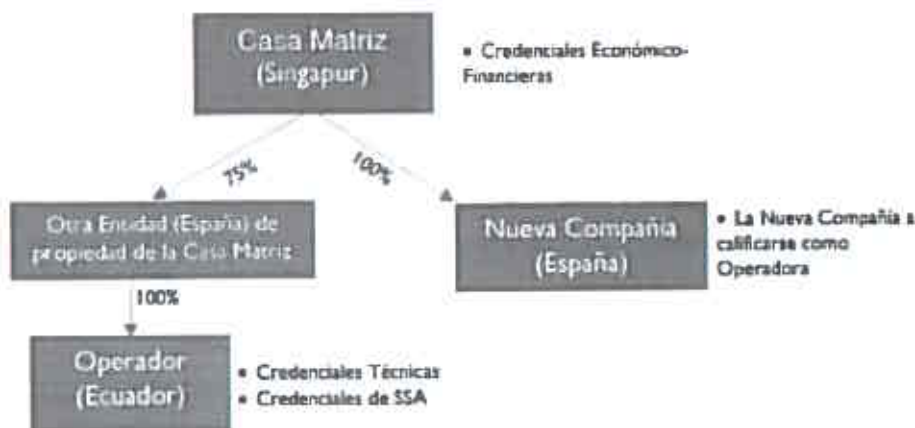 Casa Matriz
(Singapur)
• Credenciales Económico-
Financieras
75%
100%
Otra Entidad (España) de
propiedad de la Casa Matriz
Nueva Compañía
(España)
• La Nueva Compañía a
calificarse como
Operadora
100%
Operador
(Ecuador)
• Credenciales Técnicas
• Credenciales de SSA